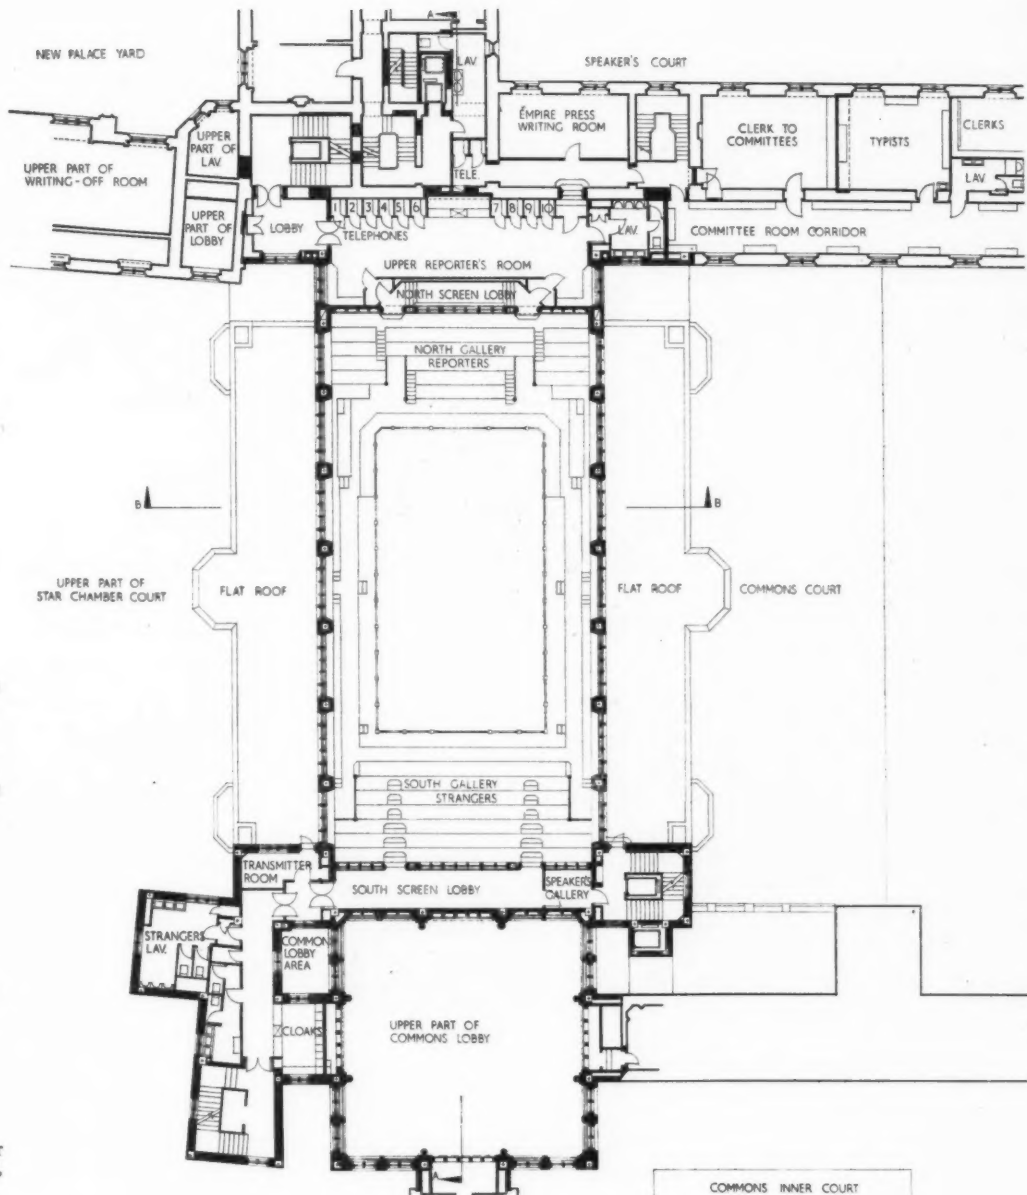 A
NEW PALACE YARD
SPEAKER'S COURT
LAV.
EMPIRE PRESS
WRITING ROOM
CLERK TO
COMMITTEES
TYPISTS
CLERKS
UPPER
PART OF
LAV.
UPPER PART OF
WRITING-OFF ROOM
TELE.
LAV.
UPPER
PART OF
LOBBY
LOBBY
1 2 3 4 5 6
7 8 9 10
TELEPHONES
LAV.
COMMITTEE ROOM CORRIDOR
UPPER REPORTER'S ROOM
NORTH SCREEN LOBBY
NORTH GALLERY
REPORTERS
B
B
UPPER PART OF
STAR CHAMBER COURT
FLAT ROOF
FLAT ROOF
COMMONS COURT
SOUTH GALLERY
STRANGERS
TRANSMITTER
ROOM
SOUTH SCREEN LOBBY
SPEAKER'S
GALLERY
STRANGERS
LAV.
COMMON
LOBBY
AREA
CLOAKS
UPPER PART OF
COMMONS LOBBY
A
COMMONS INNER COURT